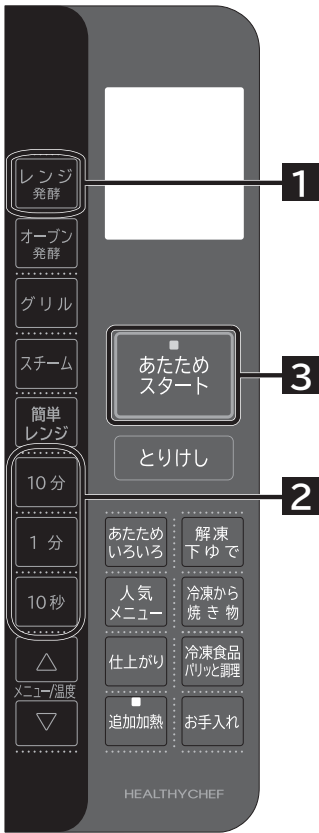 レンジ
発酵
1
オーブン
発酵
グリル
スチーム
簡単
レンジ
10分
1 分
10秒
2
△
メニュー/温度
▽
あたため
スタート
3
とりけし
あたため
いろいろ
解凍
下ゆで
人気
メニュー
冷凍から
焼き物
仕上がり
冷凍食品
パリッと調理
追加加熱
お手入れ
HEALTHYCHEF